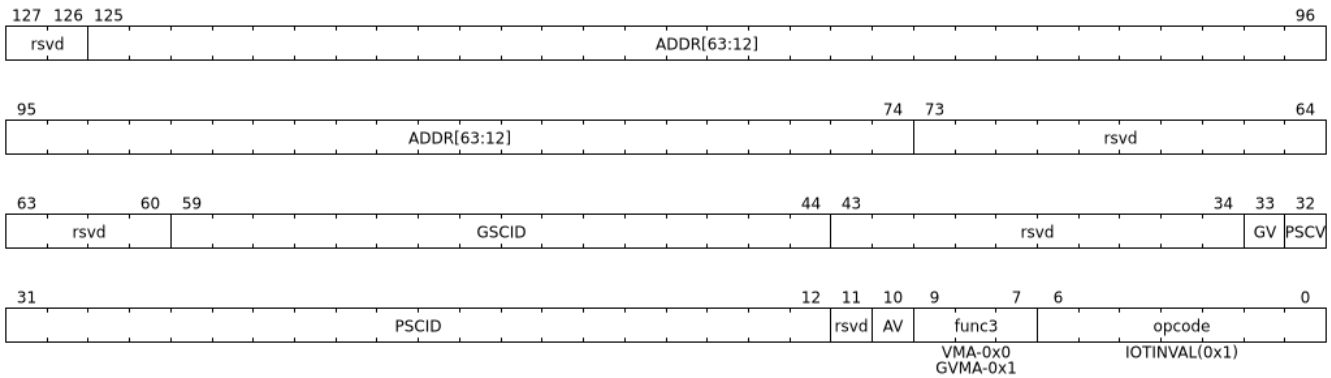 127 126 125 96
rsvd ADDR[63:12]
95 74 73 64
ADDR[63:12] rsvd
63 60 59 44 43 34 33 32
rsvd GSCID rsvd GV PSCV
31 12 11 10 9 7 6 0
PSCID rsvd AV func3 opcode
VMA-0x0 IOTINVAL(0x1)
GVMA-0x1